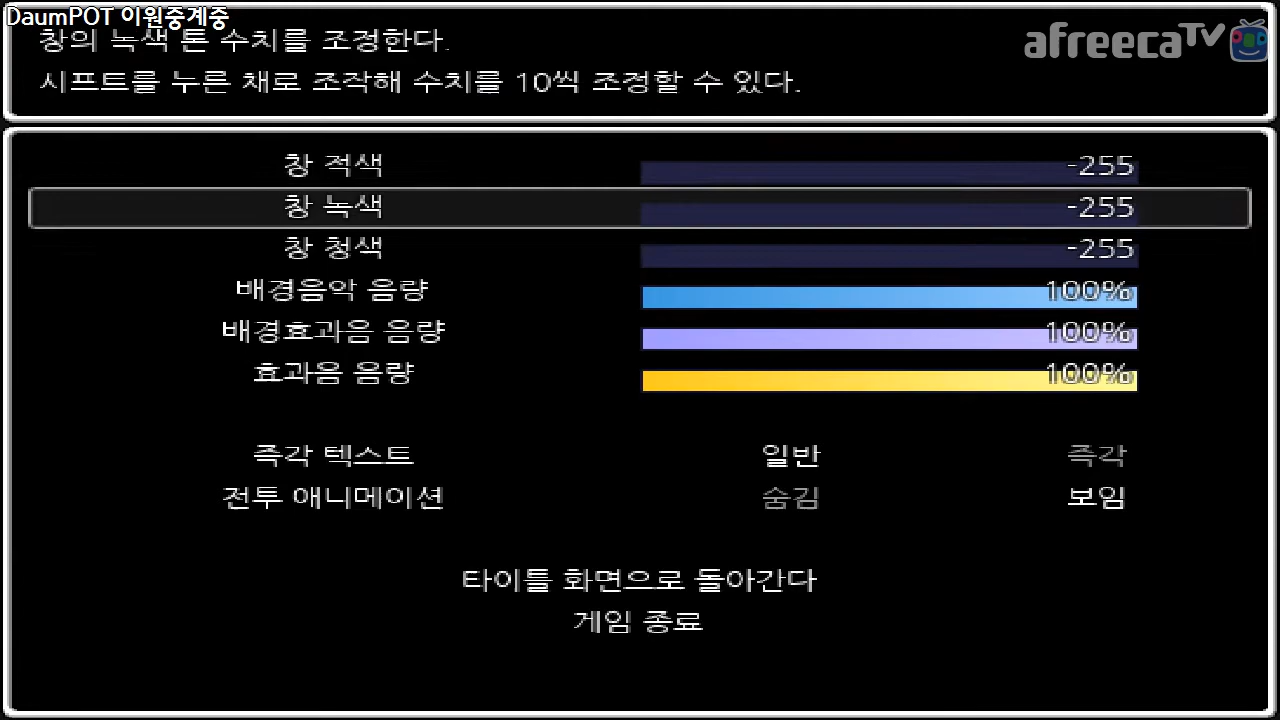 DaumPOT 이원중계중
afreecaTV
창의 녹색 톤 수치를 조정한다.
시프트를 누른 채로 조작해 수치를 10씩 조정할 수 있다.
창 적색 -255
창 녹색 -255
창 청색 -255
배경음악 음량 100%
배경효과음 음량 100%
효과음 음량 100%
즉각 텍스트 일반 즉각
전투 애니메이션 숨김 보임
타이틀 화면으로 돌아간다
게임 종료